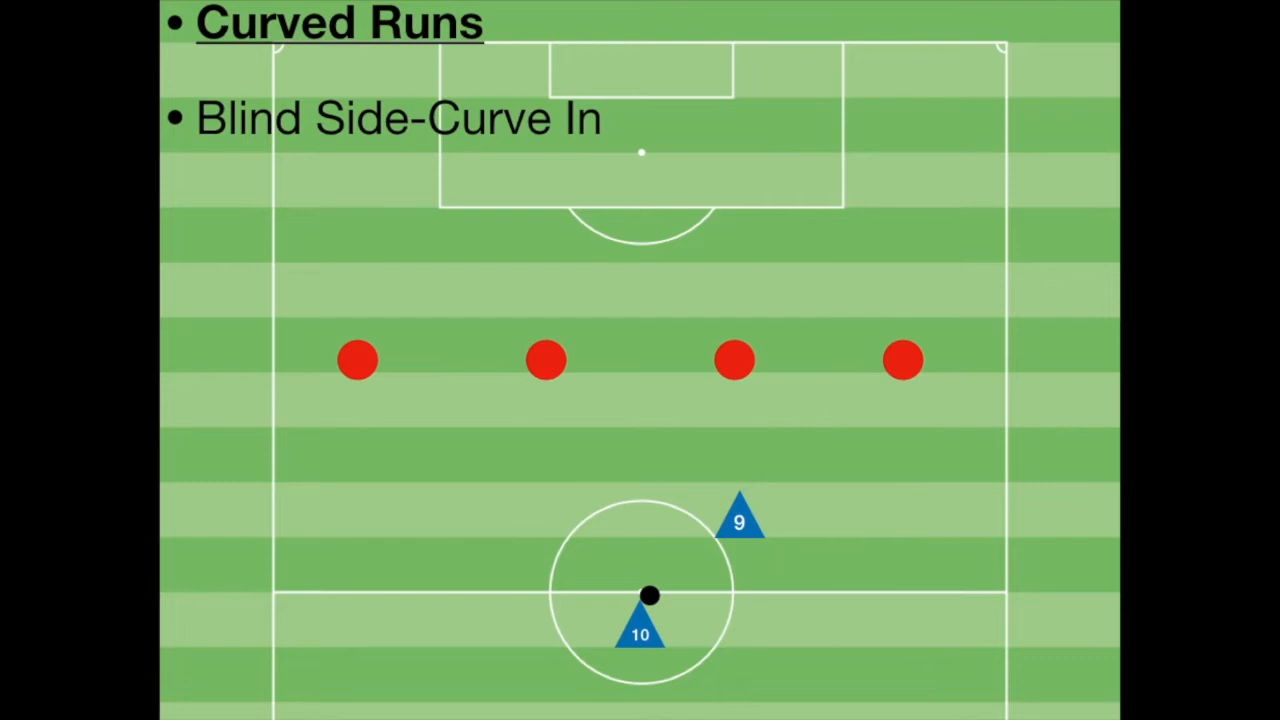 • Curved Runs
• Blind Side-Curve In
9
10